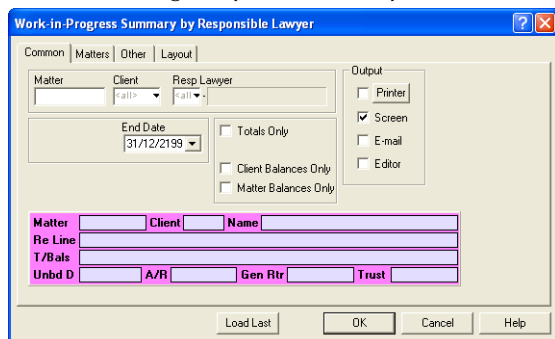 Work-in-Progress Summary by Responsible Lawyer
Common Matters Other Layout
Matter Client Resp Lawyer
<all> <all> -
Output
Printer
Screen
E-mail
Editor
End Date
31/12/2199
Totals Only
Client Balances Only
Matter Balances Only
Matter Client Name
Re Line
T/Bals
Unbd D A/R Gen Rtr Trust
Load Last OK Cancel Help